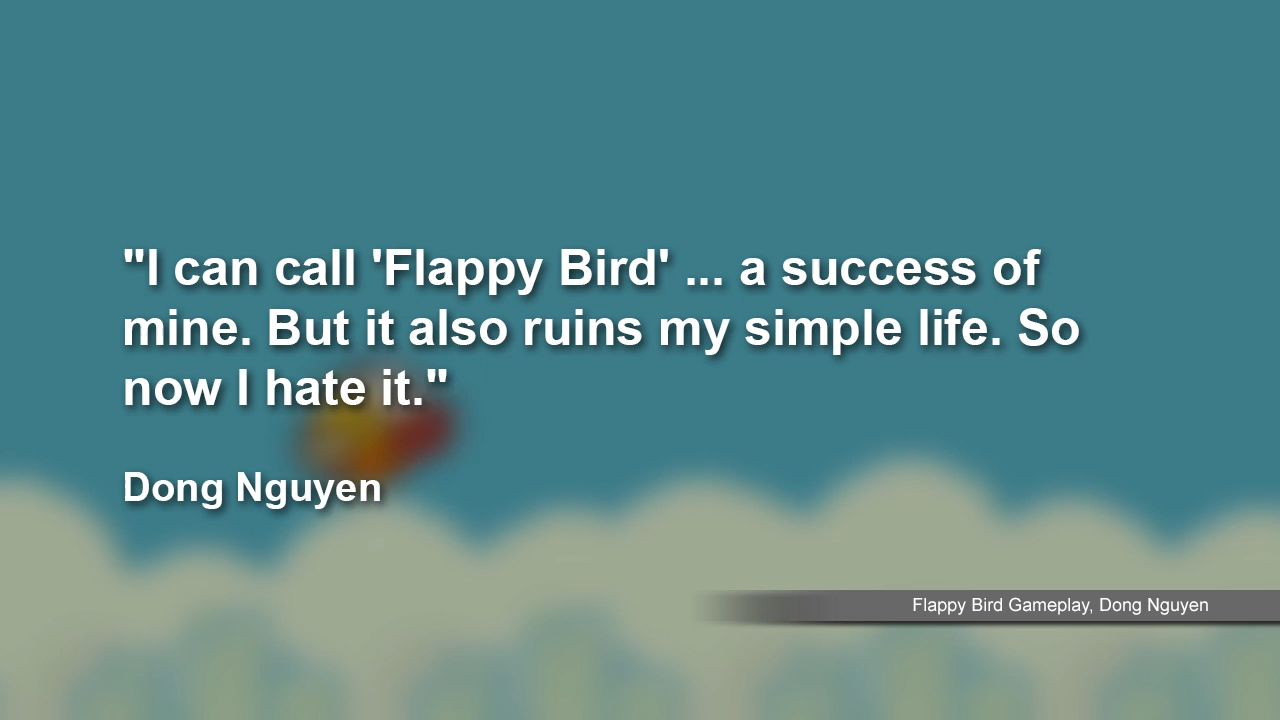 "I can call 'Flappy Bird' ... a success of
mine. But it also ruins my simple life. So
now I hate it."
Dong Nguyen
Flappy Bird Gameplay, Dong Nguyen